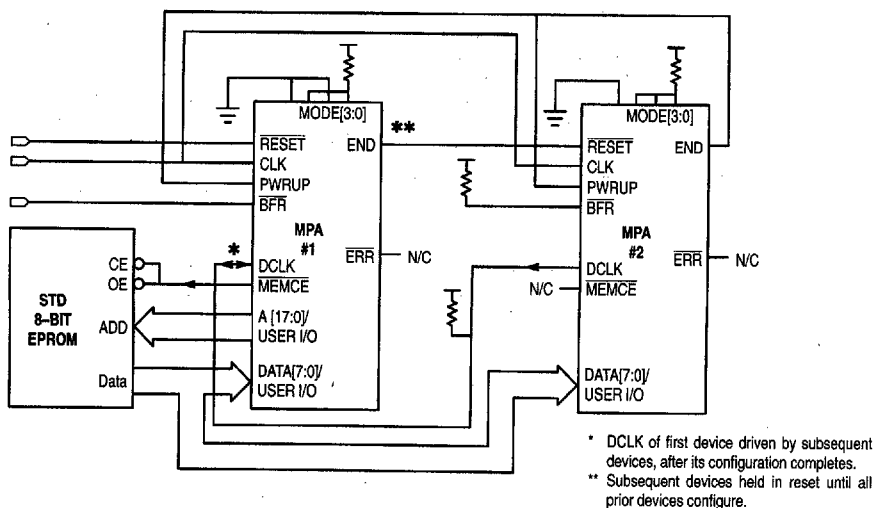 MODE[3:0]
**
RESET
END
CLK
PWRUP
BFR
MPA
#1
ERR
N/C
*
DCLK
MEMCE
A [17:0]/
USER I/O
DATA[7:0]/
USER I/O
CE
OE
STD
8–BIT
EPROM
ADD
Data
MODE[3:0]
RESET
END
CLK
PWRUP
BFR
MPA
#2
ERR
N/C
DCLK
N/C
MEMCE
DATA[7:0]/
USER I/O
* DCLK of first device driven by subsequent
devices, after its configuration completes.
** Subsequent devices held in reset until all
prior devices configure.